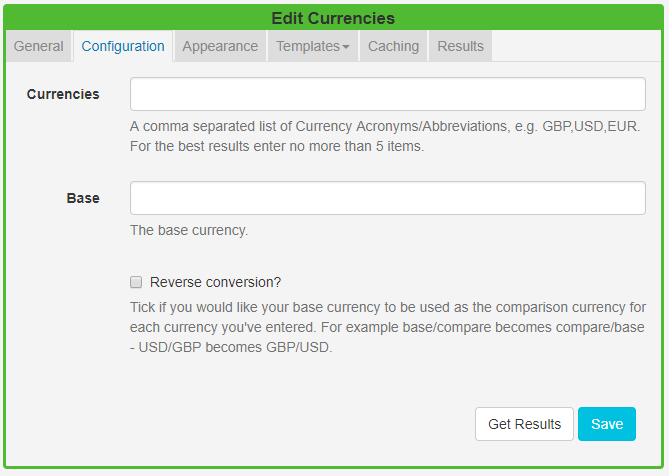 Edit Currencies
General Configuration Appearance Templates Caching Results
Currencies
A comma separated list of Currency Acronyms/Abbreviations, e.g. GBP,USD,EUR.
For the best results enter no more than 5 items.
Base
The base currency.
Reverse conversion?
Tick if you would like your base currency to be used as the comparison currency for
each currency you've entered. For example base/compare becomes compare/base
- USD/GBP becomes GBP/USD.
Get Results Save